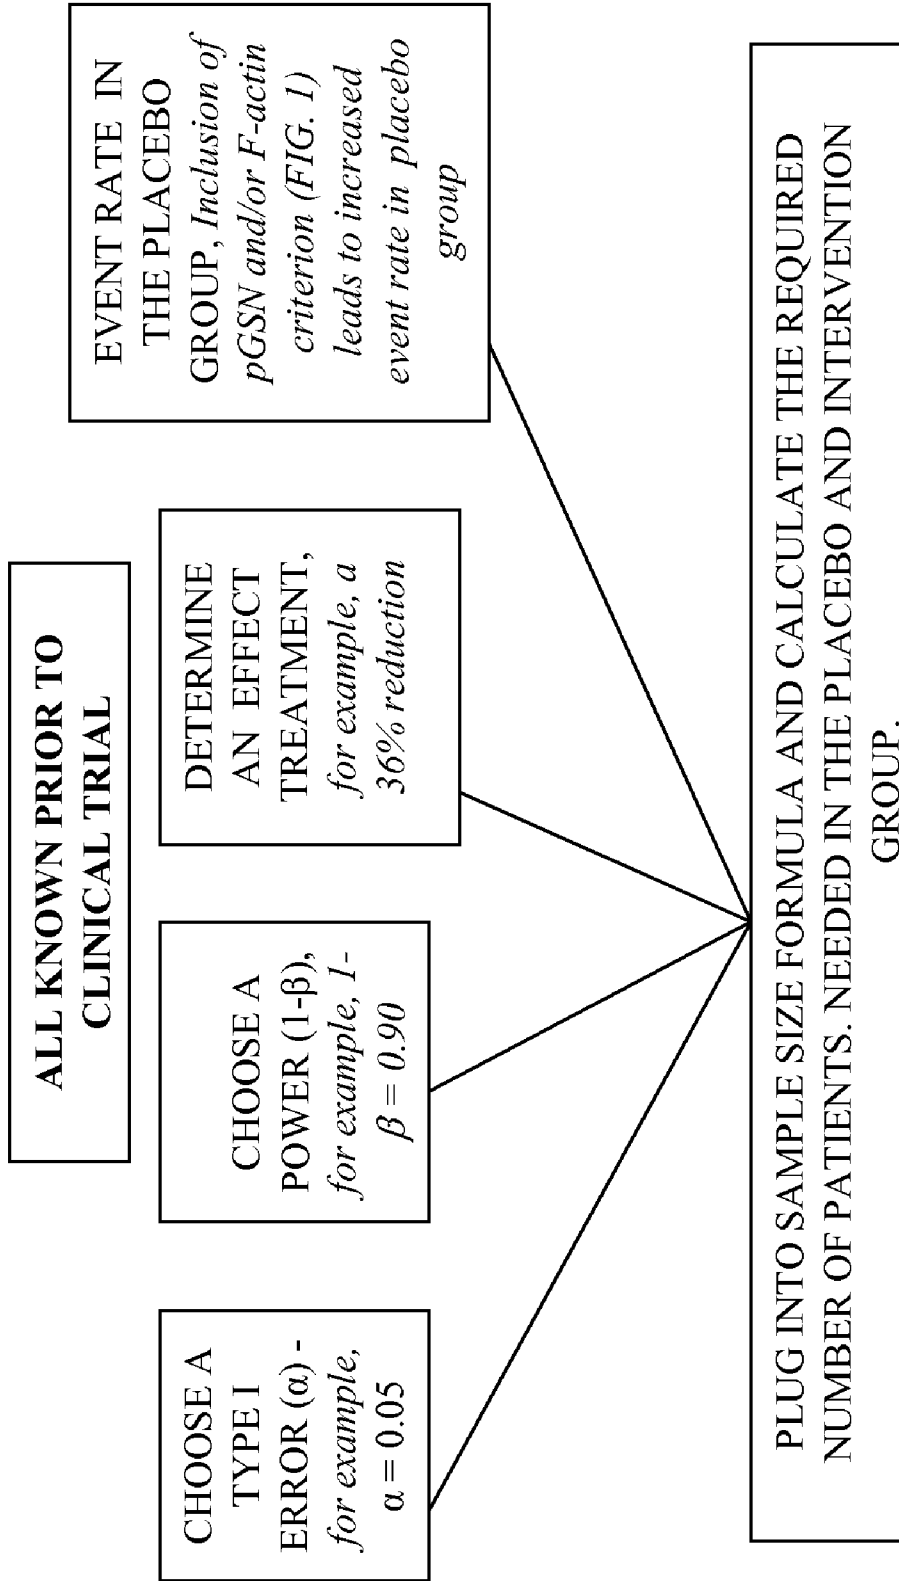 ALL KNOWN PRIOR TO
CLINICAL TRIAL
CHOOSE A
TYPE I
ERROR (α) -
for example,
α = 0.05
CHOOSE A
POWER (1-β),
for example, 1-
β = 0.90
DETERMINE
AN EFFECT
TREATMENT,
for example, a
36% reduction
EVENT RATE IN
THE PLACEBO
GROUP, Inclusion of
pGSN and/or F-actin
criterion (FIG. 1)
leads to increased
event rate in placebo
group
PLUG INTO SAMPLE SIZE FORMULA AND CALCULATE THE REQUIRED
NUMBER OF PATIENTS. NEEDED IN THE PLACEBO AND INTERVENTION
GROUP.